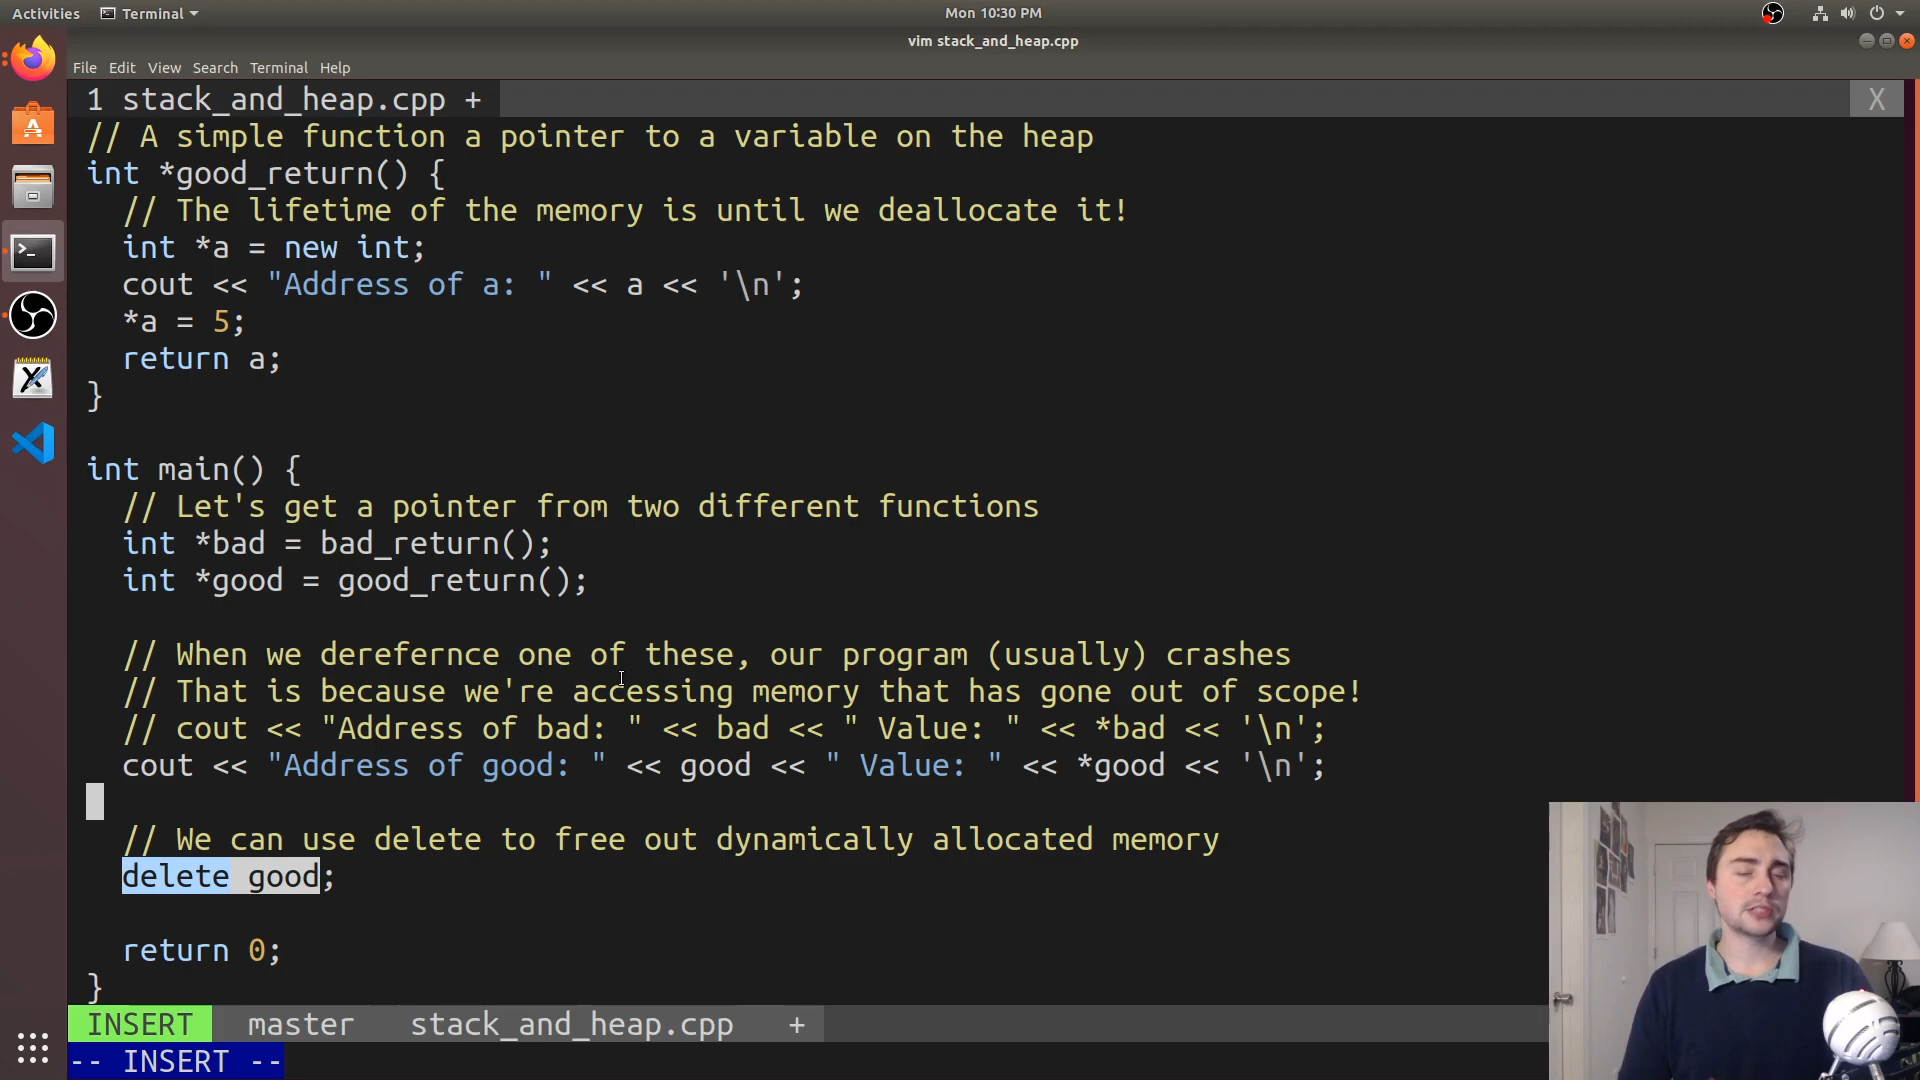 Activities Terminal Mon 10:30 PM
vim stack_and_heap.cpp
File Edit View Search Terminal Help
1 stack_and_heap.cpp + X
// A simple function a pointer to a variable on the heap
int *good_return() {
// The lifetime of the memory is until we deallocate it!
int *a = new int;
cout << "Address of a: " << a << '\n';
*a = 5;
return a;
}
int main() {
// Let's get a pointer from two different functions
int *bad = bad_return();
int *good = good_return();
// When we derefernce one of these, our program (usually) crashes
// That is because we're accessing memory that has gone out of scope!
// cout << "Address of bad: " << bad << " Value: " << *bad << '\n';
cout << "Address of good: " << good << " Value: " << *good << '\n';
// We can use delete to free out dynamically allocated memory
delete good;
return 0;
}
INSERT master stack_and_heap.cpp +
-- INSERT --